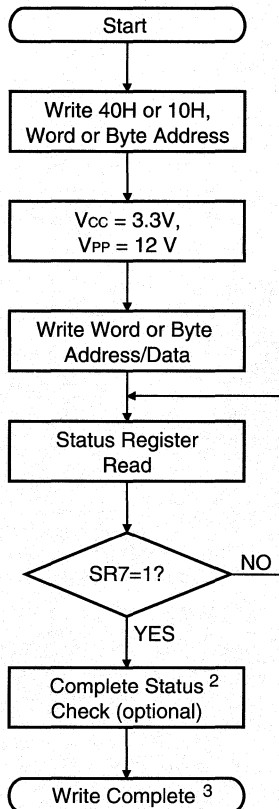 Start
Write 40H or 10H,
Word or Byte Address
VCC = 3.3V,
VPP = 12 V
Write Word or Byte
Address/Data
Status Register
Read
SR7=1?
NO
YES
Complete Status 2
Check (optional)
Write Complete 3